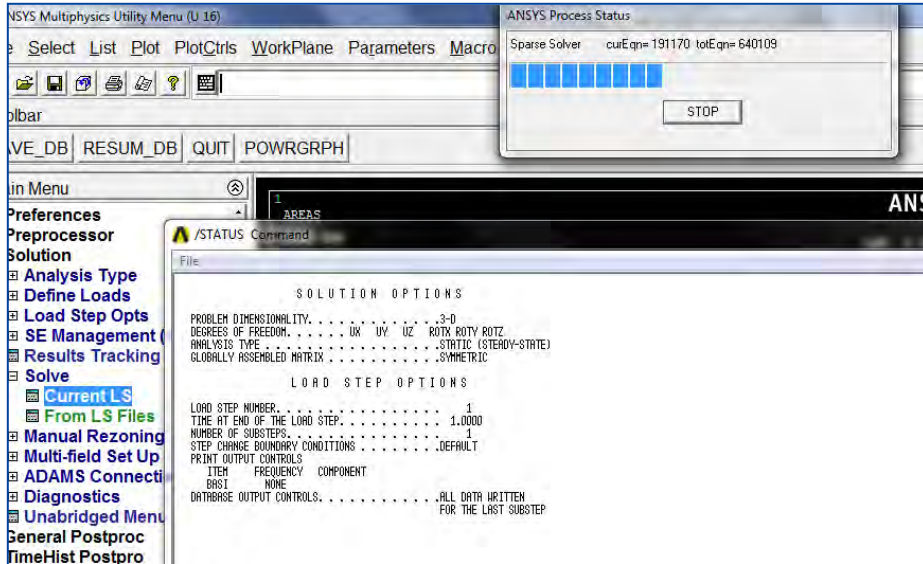 NSYS Multiphysics Utility Menu (U 16)
ANSYS Process Status
e Select List Plot PlotCtrls WorkPlane Parameters Macro
Sparse Solver curEqn= 191170 totEqn= 640109
STOP
olbar
AVE_DB RESUM_DB QUIT POWRGRPH
ain Menu
Preferences
Preprocessor
Solution
Analysis Type
Define Loads
Load Step Opts
SE Management (
Results Tracking
Solve
Current LS
From LS Files
Manual Rezoning
Multi-field Set Up
ADAMS Connecti
Diagnostics
Unabridged Menu
General Postproc
TimeHist Postpro
1
AREAS
ANS
/STATUS Command
File
SOLUTION OPTIONS
PROBLEM DIMENSIONALITY. . . . . . . . . . . . .3-D
DEGREES OF FREEDOM. . . . . . UX UY UZ ROTX ROTY ROTZ
ANALYSIS TYPE . . . . . . . . . . . . . . . . .STATIC (STEADY-STATE)
GLOBALLY ASSEMBLED MATRIX . . . . . . . . . . .SYMMETRIC
LOAD STEP OPTIONS
LOAD STEP NUMBER. . . . . . . . . . . . . . . . 1
TIME AT END OF THE LOAD STEP. . . . . . . . . . 1.0000
NUMBER OF SUBSTEPS. . . . . . . . . . . . . . . 1
STEP CHANGE BOUNDARY CONDITIONS . . . . . . . .DEFAULT
PRINT OUTPUT CONTROLS
ITEM FREQUENCY COMPONENT
BASI NONE
DATABASE OUTPUT CONTROLS. . . . . . . . . . . .ALL DATA WRITTEN
FOR THE LAST SUBSTEP